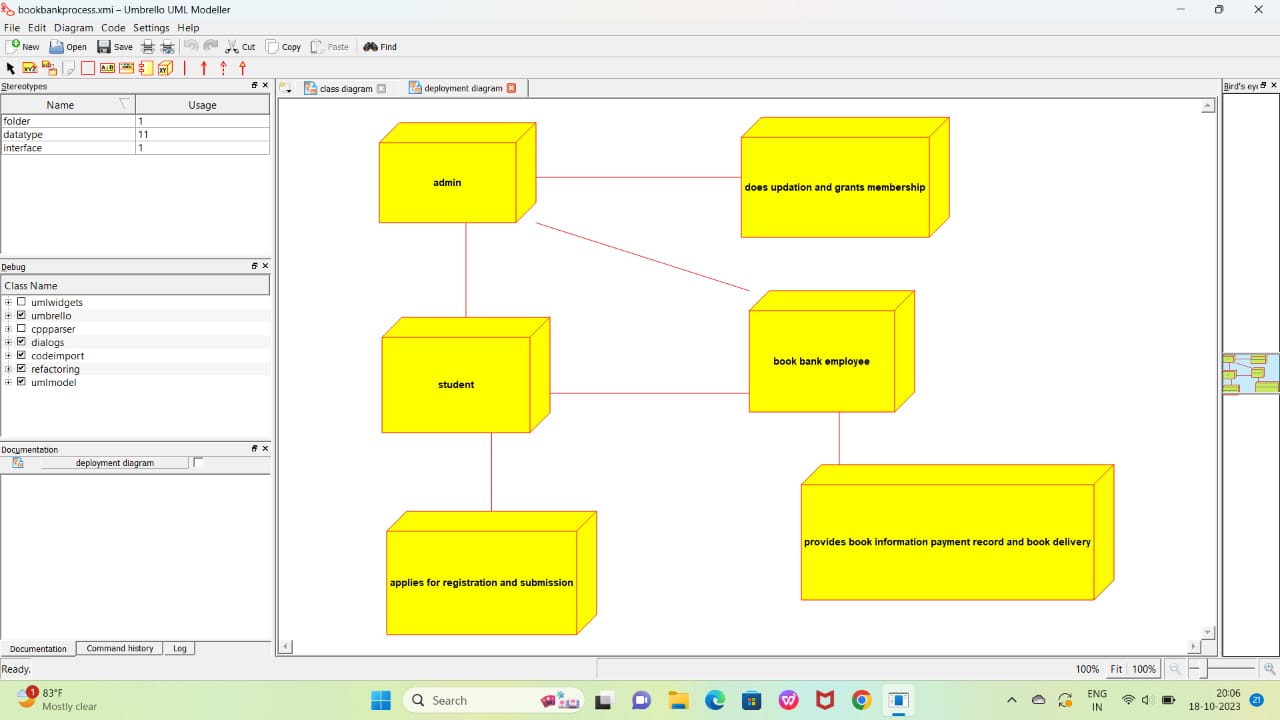 bookbankprocess.xmi – Umbrello UML Modeller
File Edit Diagram Code Settings Help
New Open Save Cut Copy Paste Find
Stereotypes
Name Usage
folder 1
datatype 11
interface 1
Debug
Class Name
umlwidgets
umbrello
cppparser
dialogs
codeimport
refactoring
umlmodel
Documentation
deployment diagram
Documentation Command history Log
Ready.
class diagram deployment diagram
admin
does updation and grants membership
student
book bank employee
applies for registration and submission
provides book information payment record and book delivery
Bird's eye
100% Fit 100%
1
83°F
Mostly clear
Search
ENG
IN
20:06
18-10-2023
21